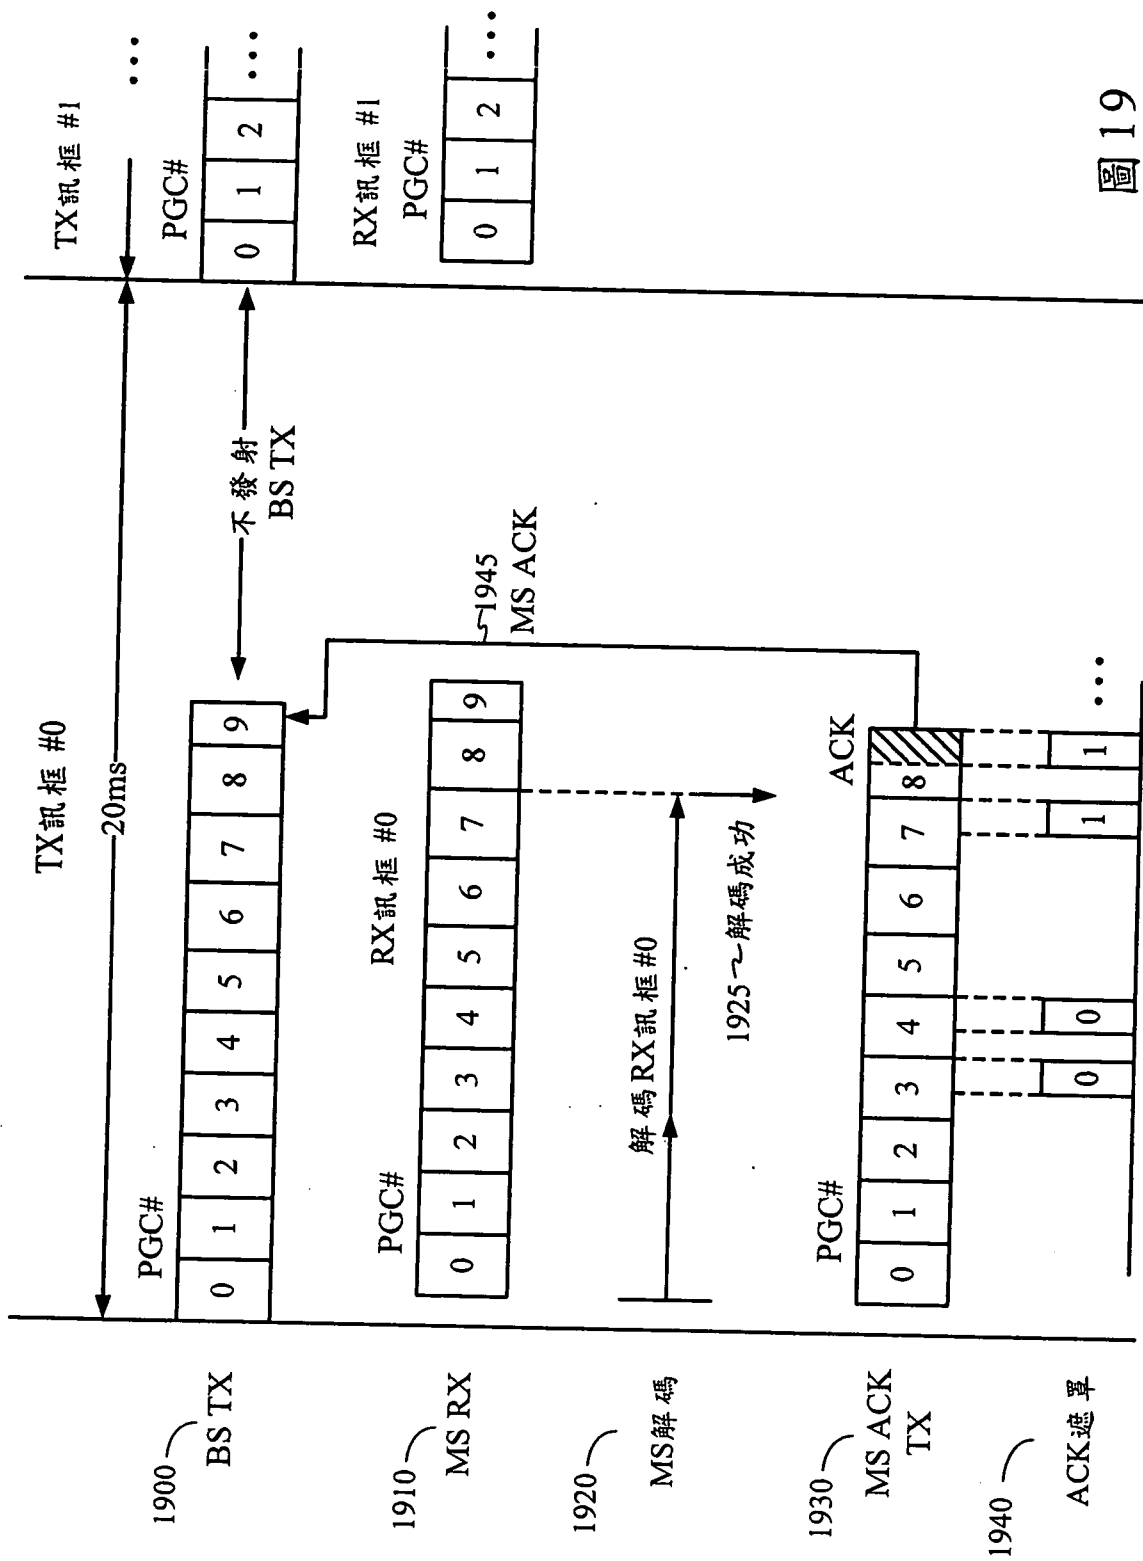 TX訊框 #0
TX訊框 #1
20ms
...
1900
BS TX
PGC#
0 1 2 3 4 5 6 7 8 9
不發射
BS TX
PGC#
0 1 2 ...
1910
MS RX
PGC#
RX訊框 #0
0 1 2 3 4 5 6 7 8 9
1945
MS ACK
RX訊框 #1
PGC#
0 1 2 ...
1920
MS解碼
解碼RX訊框#0
1925~解碼成功
1930
MS ACK
TX
PGC#
ACK
0 1 2 3 4 5 6 7 8
1940
ACK遮罩
0 0 1 1 ...
圖 19